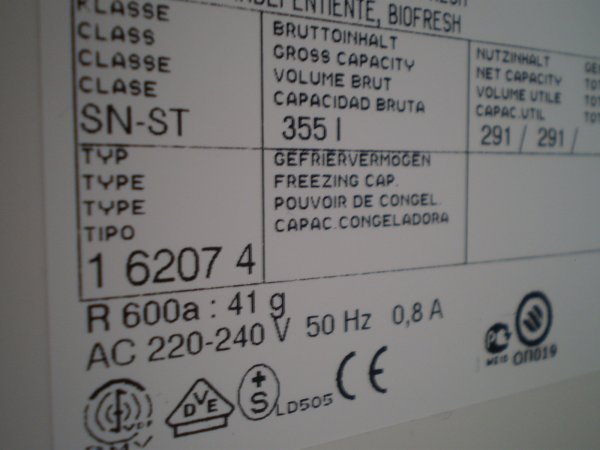 BIOFRESH
KLASSE
CLASS
CLASSE
CLASE
SN-ST
BRUTTOINHALT
GROSS CAPACITY
VOLUME BRUT
CAPACIDAD BRUTA
355 l
NUTZINHALT
NET CAPACITY
VOLUME UTILE
CAPAC.UTIL
291 / 291 /
TYP
TYPE
TYPE
TIPO
1 6207 4
GEFRIERVERMÖGEN
FREEZING CAP.
POUVOIR DE CONGEL.
CAPAC.CONGELADORA
R 600a : 41 g
AC 220-240 V 50 Hz 0,8 A
DVE
+
S
LD505
CE
ОП019